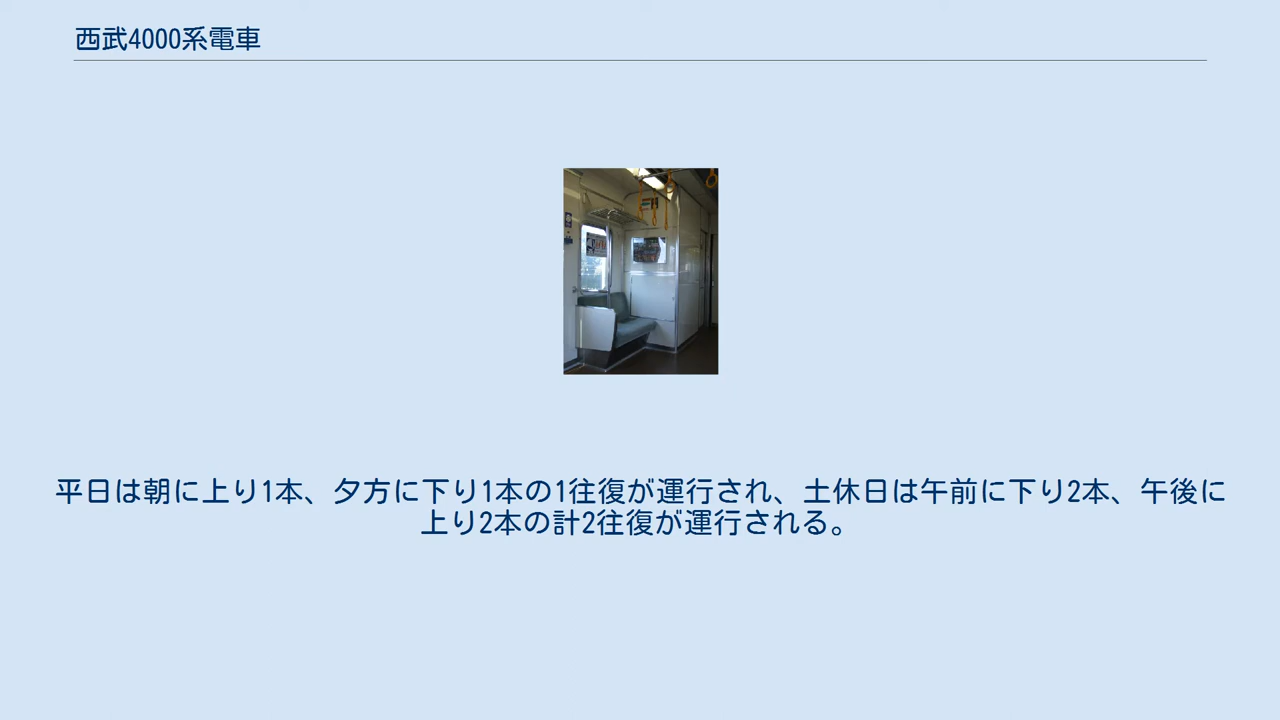 西武4000系電車
平日は朝に上り1本、夕方に下り1本の1往復が運行され、土休日は午前に下り2本、午後に
上り2本の計2往復が運行される。